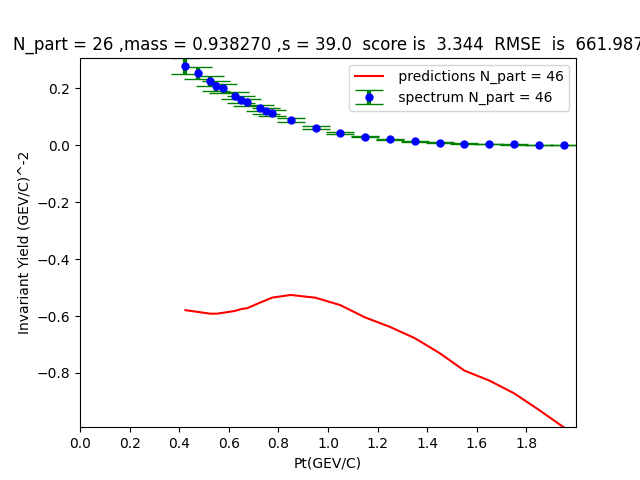 N_part = 26 ,mass = 0.938270 ,s = 39.0  score is  3.344  RMSE  is  661.987
predictions N_part = 46
spectrum N_part = 46
Invariant Yield (GEV/C)^-2
0.2
0.0
−0.2
−0.4
−0.6
−0.8
0.0 0.2 0.4 0.6 0.8 1.0 1.2 1.4 1.6 1.8
Pt(GEV/C)